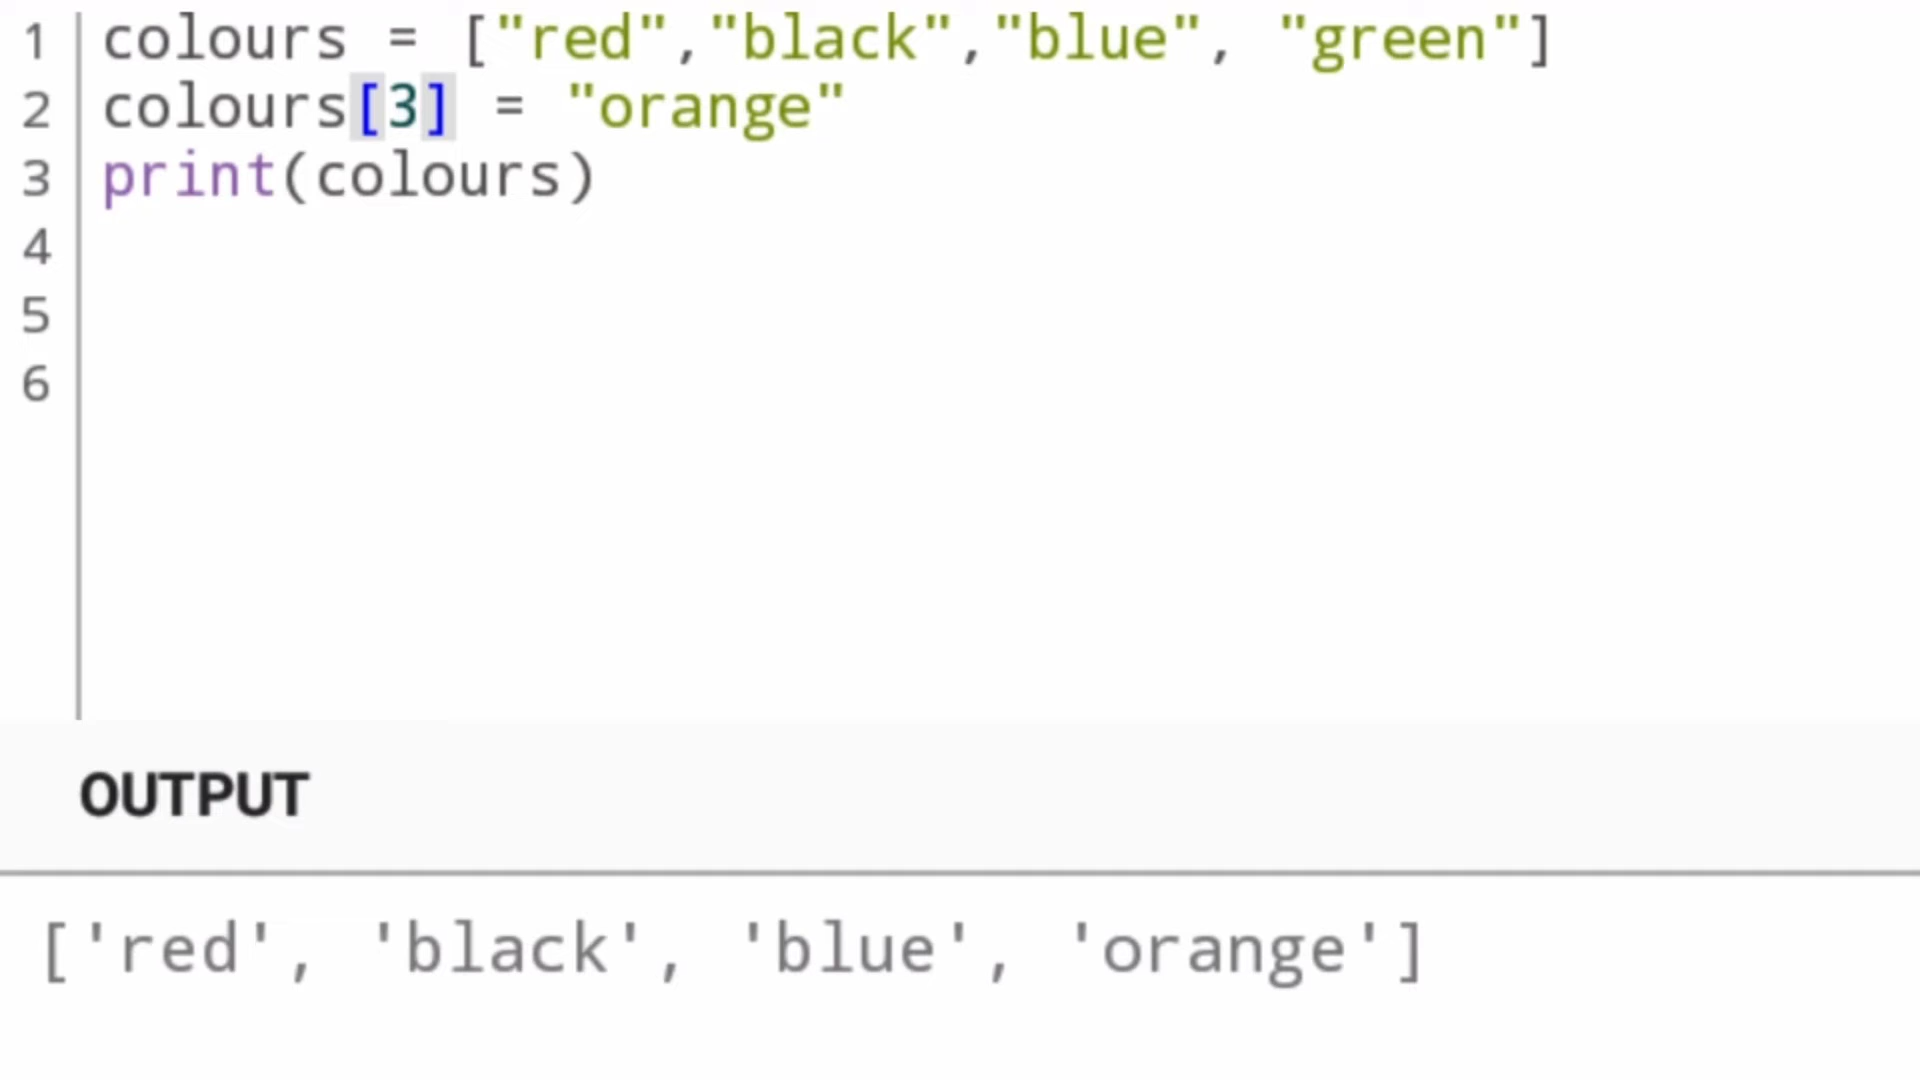 1 colours = ["red","black","blue", "green"]
2 colours[3] = "orange"
3 print(colours)
4
5
6
OUTPUT
['red', 'black', 'blue', 'orange']